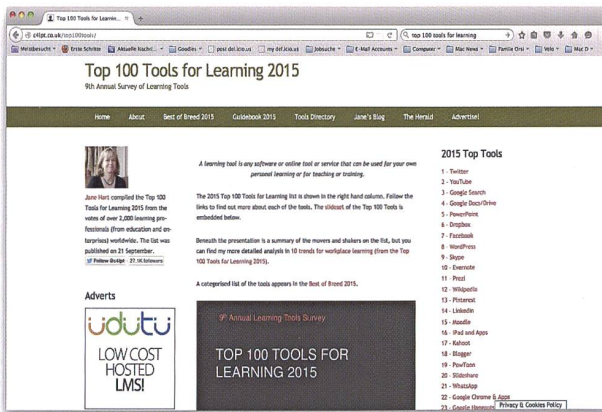 Top 100 Tools for Learnin...
c4lpt.co.uk/top100tools/
top 100 tools for learning
Meistbesucht
Erste Schritte
Aktuelle Nachri...
Goodies
post del.icio.us
my del.icio.us
Jobsuche
E-Mail Accounts
Computer
Mac News
Familie Orsi
Velo
Mac D
Top 100 Tools for Learning 2015
9th Annual Survey of Learning Tools
Home About Best of Breed 2015 Guidebook 2015 Tools Directory Jane's Blog The Herald Advertise!
Jane Hart compiled the Top
100 Tools for Learning
2015 from the
votes of over 2,000 learning pro-
fessionals (from education and en-
terprises) worldwide. The list was
published on 21 September.
Follow @c4lpt 27.1K followers
Adverts
udutu
LOW COST
HOSTED
LMS!
A learning tool is any software or online tool or service that can be used for your own
personal learning or for teaching or training.
The 2015 Top 100 Tools for Learning list is shown in the right hand column. Follow the
links to find out more about each of the tools. The slideset of the Top 100 Tools is
embedded below.
Beneath the presentation is a summary of the movers and shakers on the list, but you
can find my more detailed analysis in 10 trends for workplace learning (from the Top
100 Tools for Learning 2015).
A categorised list of the tools appears in the Best of Breed 2015.
9th Annual Learning Tools Survey
TOP 100 TOOLS FOR
LEARNING 2015
2015 Top Tools
1 - Twitter
2 - YouTube
3 - Google Search
4 - Google Docs/Drive
5 - PowerPoint
6 - Dropbox
7 - Facebook
8 - WordPress
9 - Skype
10 - Evernote
11 - Prezi
12 - Wikipedia
13 - Pinterest
14 - LinkedIn
15 - Moodle
16 - iPad and Apps
17 - Kahoot
18 - Blogger
19 - PowToon
20 - Slideshare
21 - WhatsApp
22 - Google Chrome & Apps
23 - Google Hangouts
Privacy & Cookies Policy